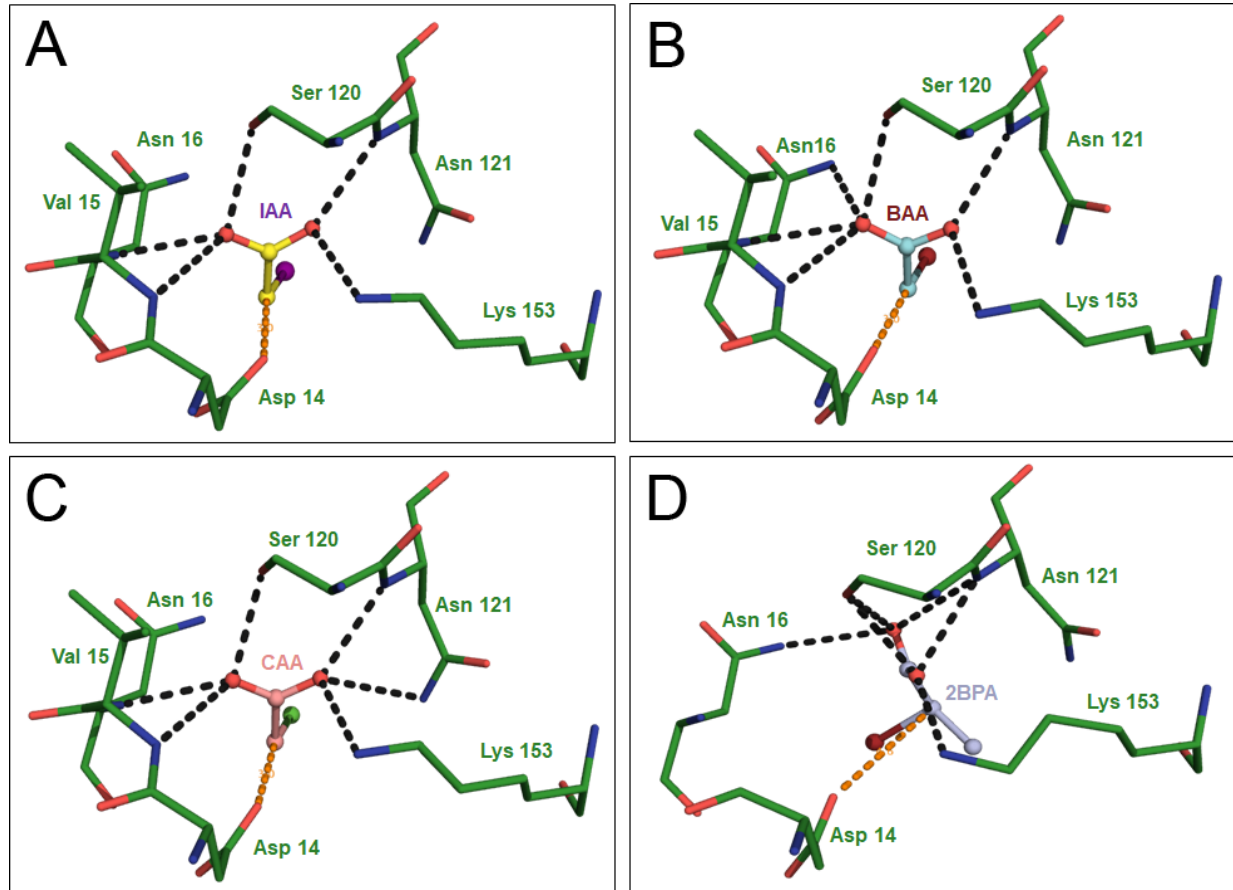 A
Ser 120
Asn 16
Asn 121
Val 15
IAA
Lys 153
Asp 14
B
Ser 120
Asn16
Asn 121
Val 15
BAA
Lys 153
Asp 14
C
Ser 120
Asn 16
Asn 121
Val 15
CAA
Lys 153
Asp 14
D
Ser 120
Asn 121
Asn 16
2BPA
Lys 153
Asp 14